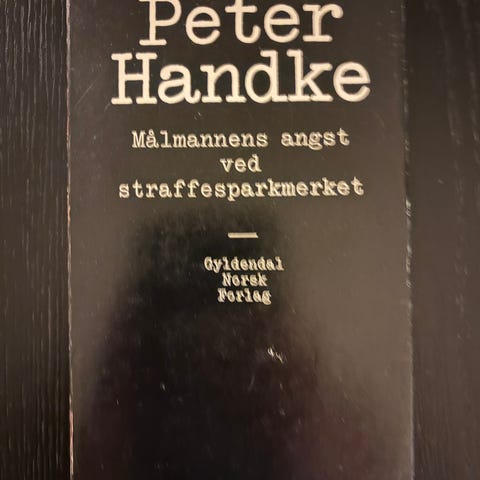 Peter
Handke
Målmannens angst
ved
straffesparkmerket
Gyldendal
Norsk
Forlag